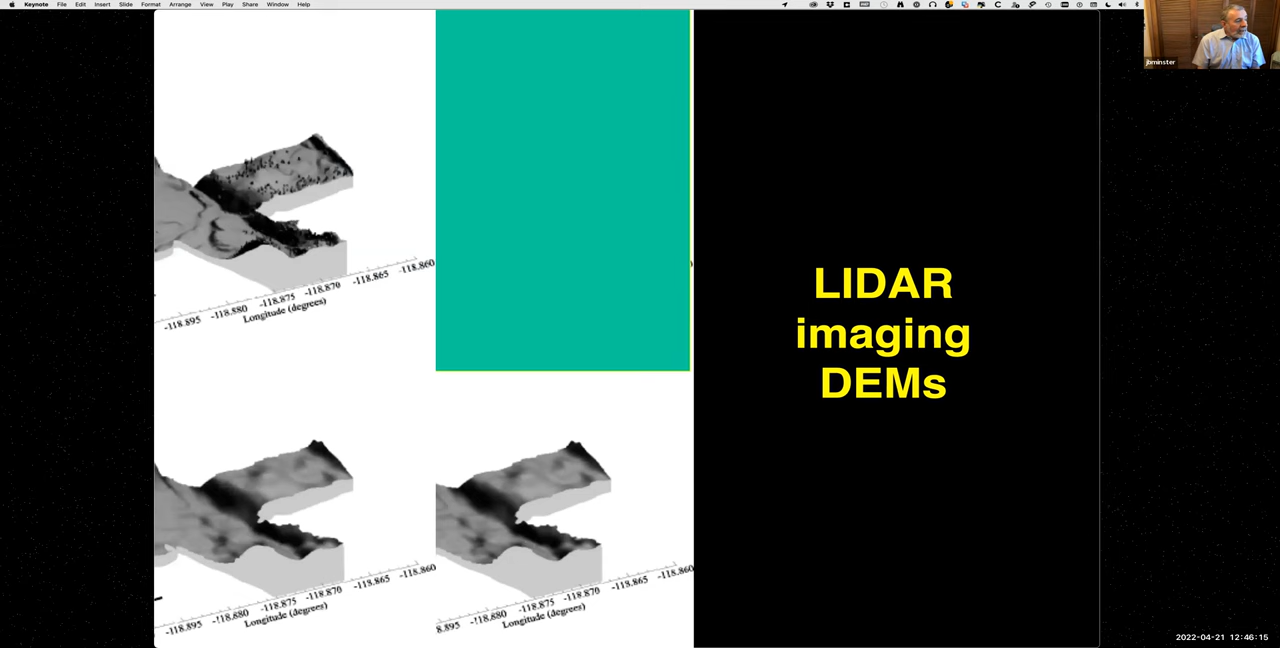 Keynote File Edit Insert Slide Format Arrange View Play Share Window Help
jbminster
-118.895 -118.880 -118.875 -118.870 -118.865 -118.860
Longitude (degrees)
LIDAR
imaging
DEMs
-118.895 -118.880 -118.875 -118.870 -118.865 -118.860
Longitude (degrees)
8.895 -118.880 -118.875 -118.870 -118.865 -118.860
Longitude (degrees)
2022-04-21 12:46:15